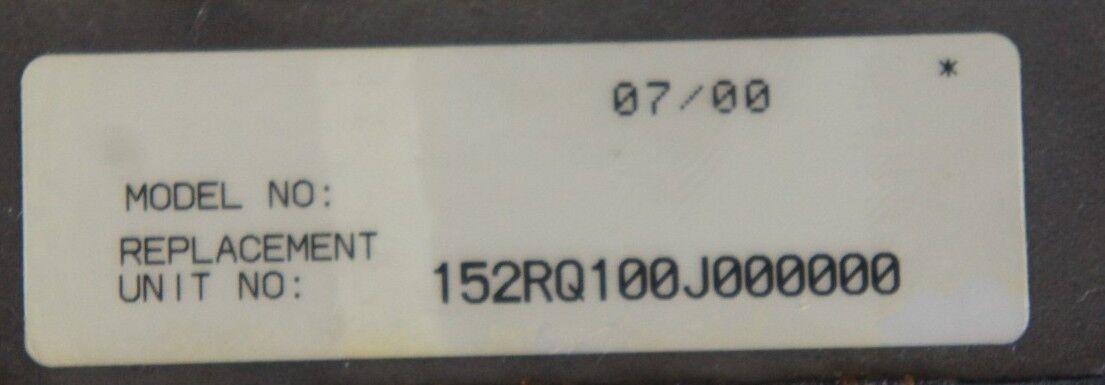 07/00 *
MODEL NO:
REPLACEMENT
UNIT NO: 152RQ100J000000